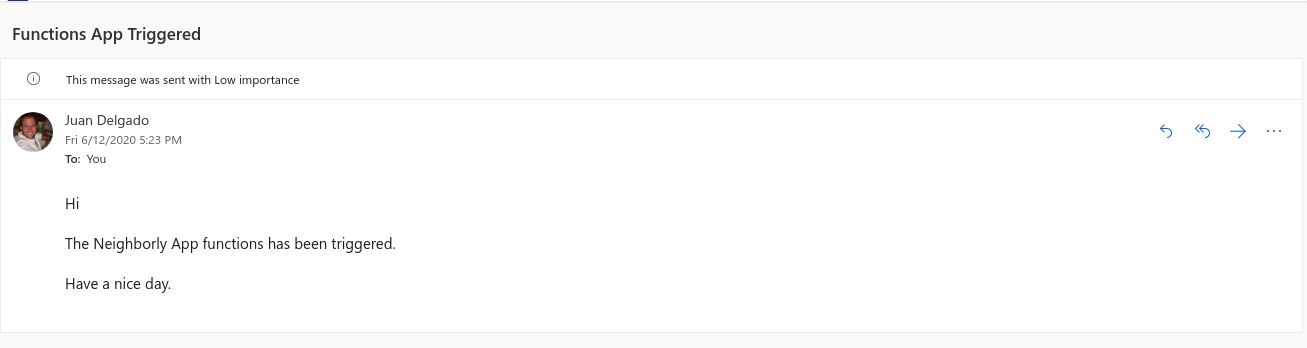 Functions App Triggered
This message was sent with Low importance
Juan Delgado
Fri 6/12/2020 5:23 PM
To: You
Hi
The Neighborly App functions has been triggered.
Have a nice day.